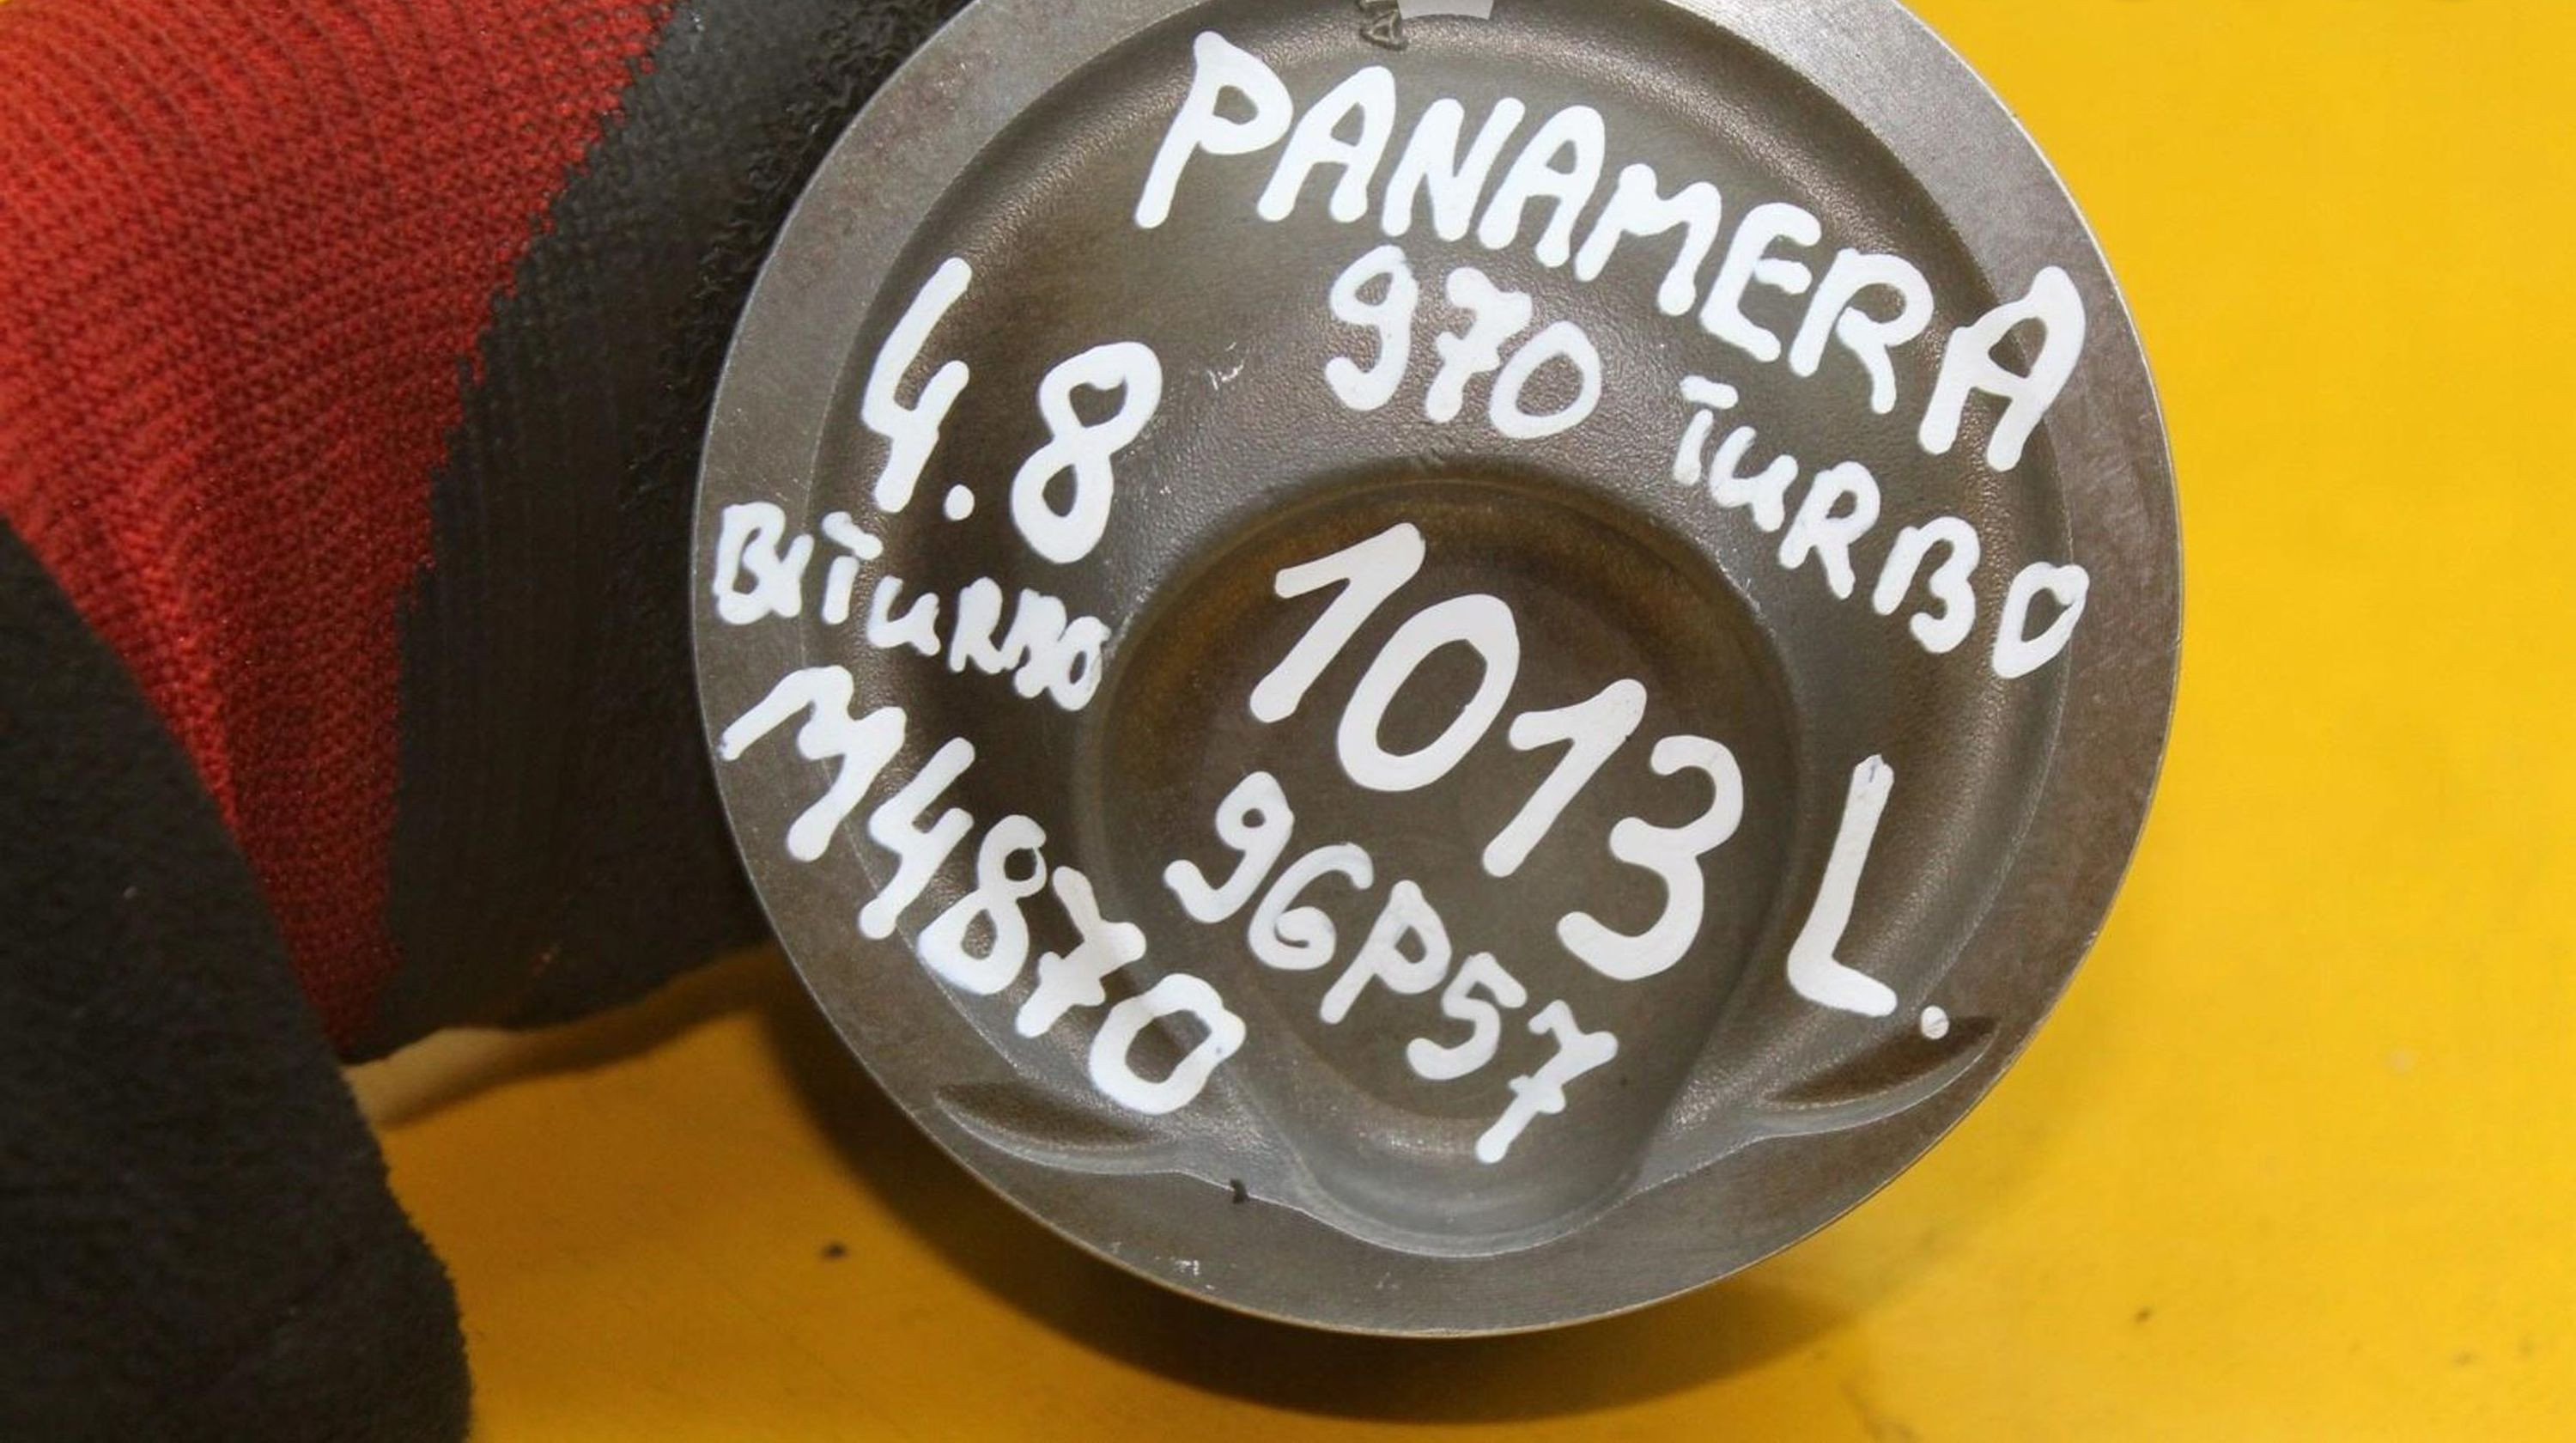 PANAMERA
970 TURBO
4.8
BITURBO
M4870
1013 L.
96P57